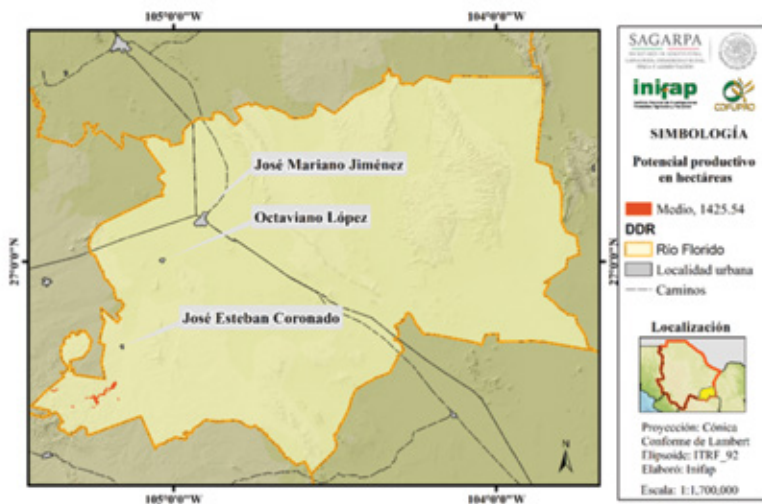 105°0'0"W
104°0'0"W
27°0'0"N
27°0'0"N
José Mariano Jiménez
Octaviano López
José Esteban Coronado
N
105°0'0"W
104°0'0"W
SAGARPA
inifap
COFUPRO
SIMBOLOGÍA
Potencial productivo
en hectáreas
Medio, 1425.54
DDR
Río Florido
Localidad urbana
Caminos
Localización
Proyección: Cónica
Conforme de Lambert
Elipsoide: ITRF_92
Elaboró: Inifap
Escala: 1:1,700,000